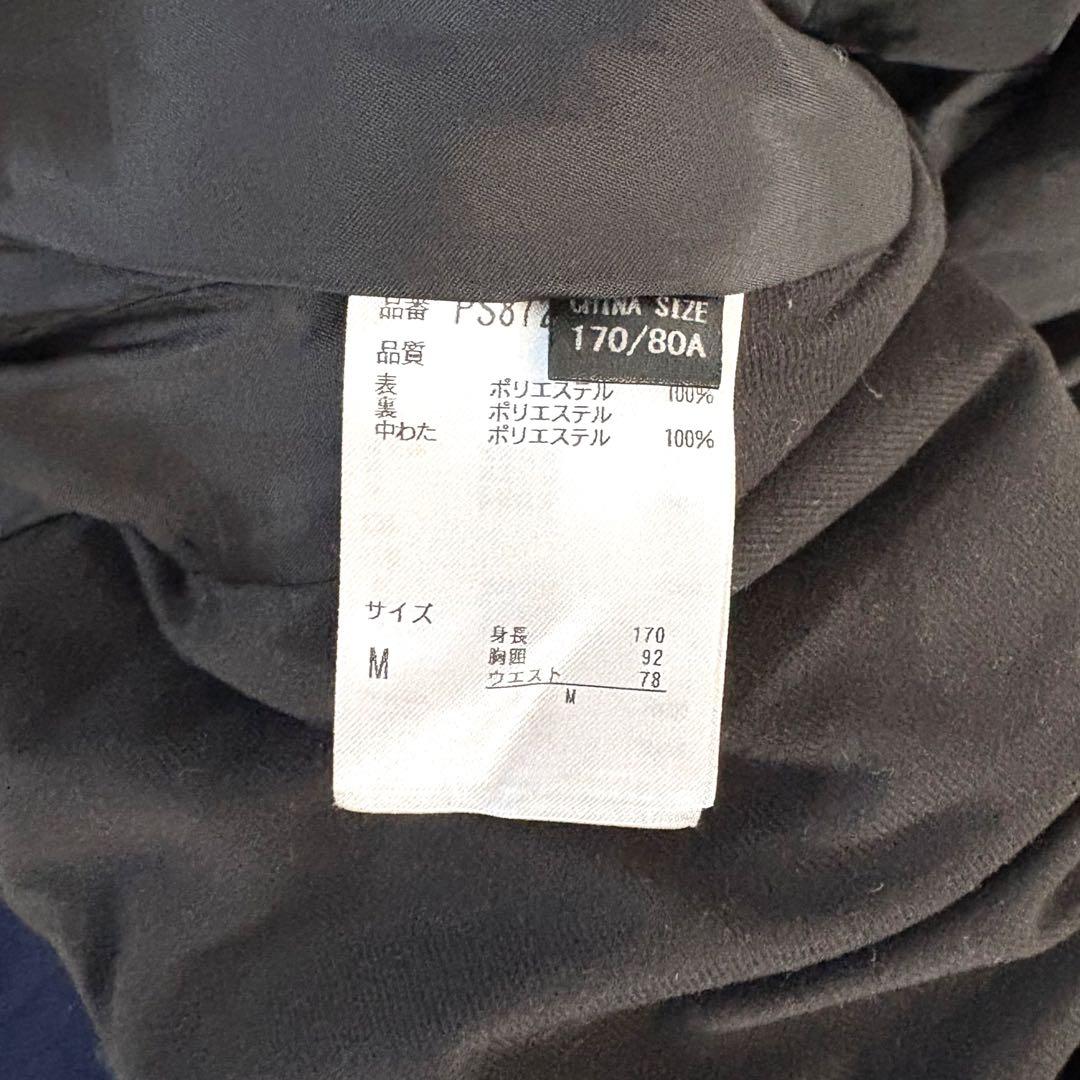 品番
CHINA SIZE
170/80A
品質
表 ポリエステル 100%
裏 ポリエステル
中わた ポリエステル 100%
サイズ
M
身長 170
胸囲 92
ウエスト 78
M